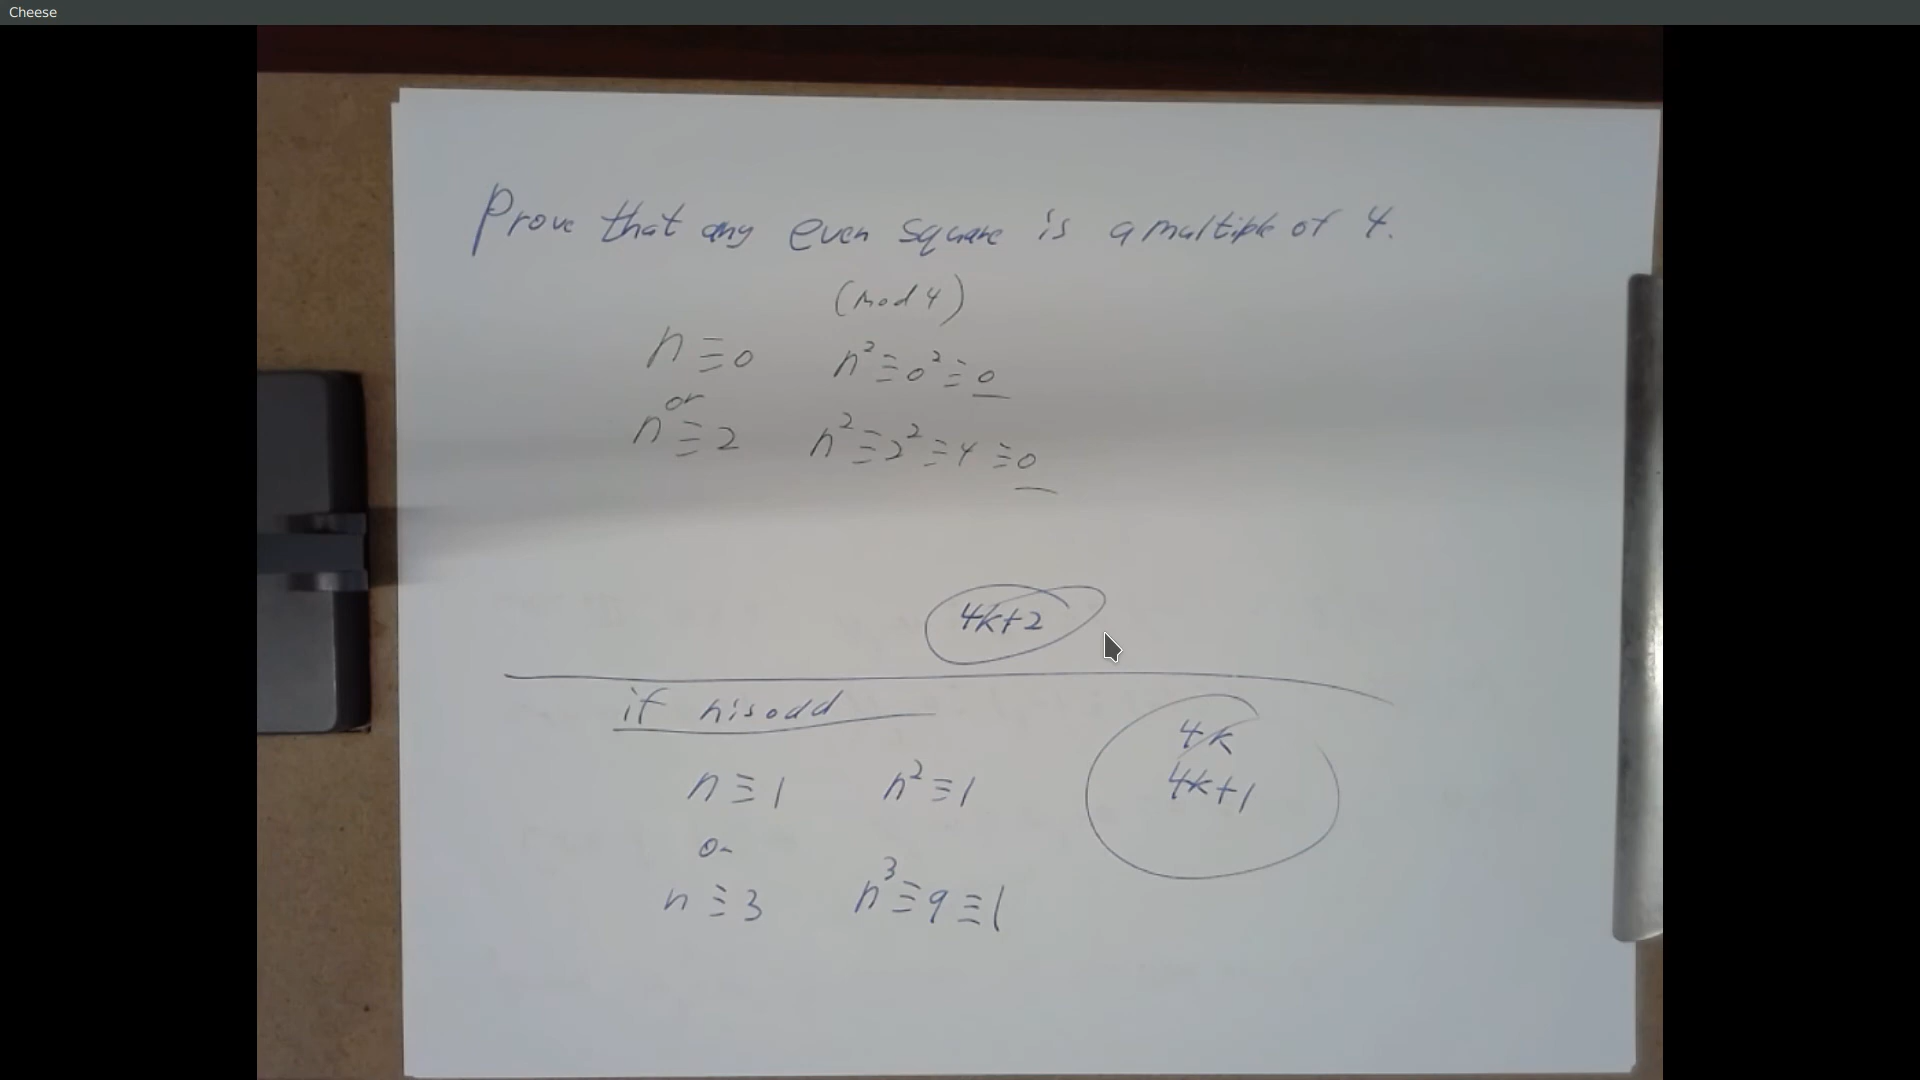 Cheese
Prove that any even square is a multiple of 4.
(mod 4)
n ≡ 0 n² ≡ 0² ≡ 0
or
n ≡ 2 n² ≡ 2² ≡ 4 ≡ 0
4k+2
if n is odd
4k
n ≡ 1 n² ≡ 1 4k+1
or
n ≡ 3 n³ ≡ 9 ≡ 1